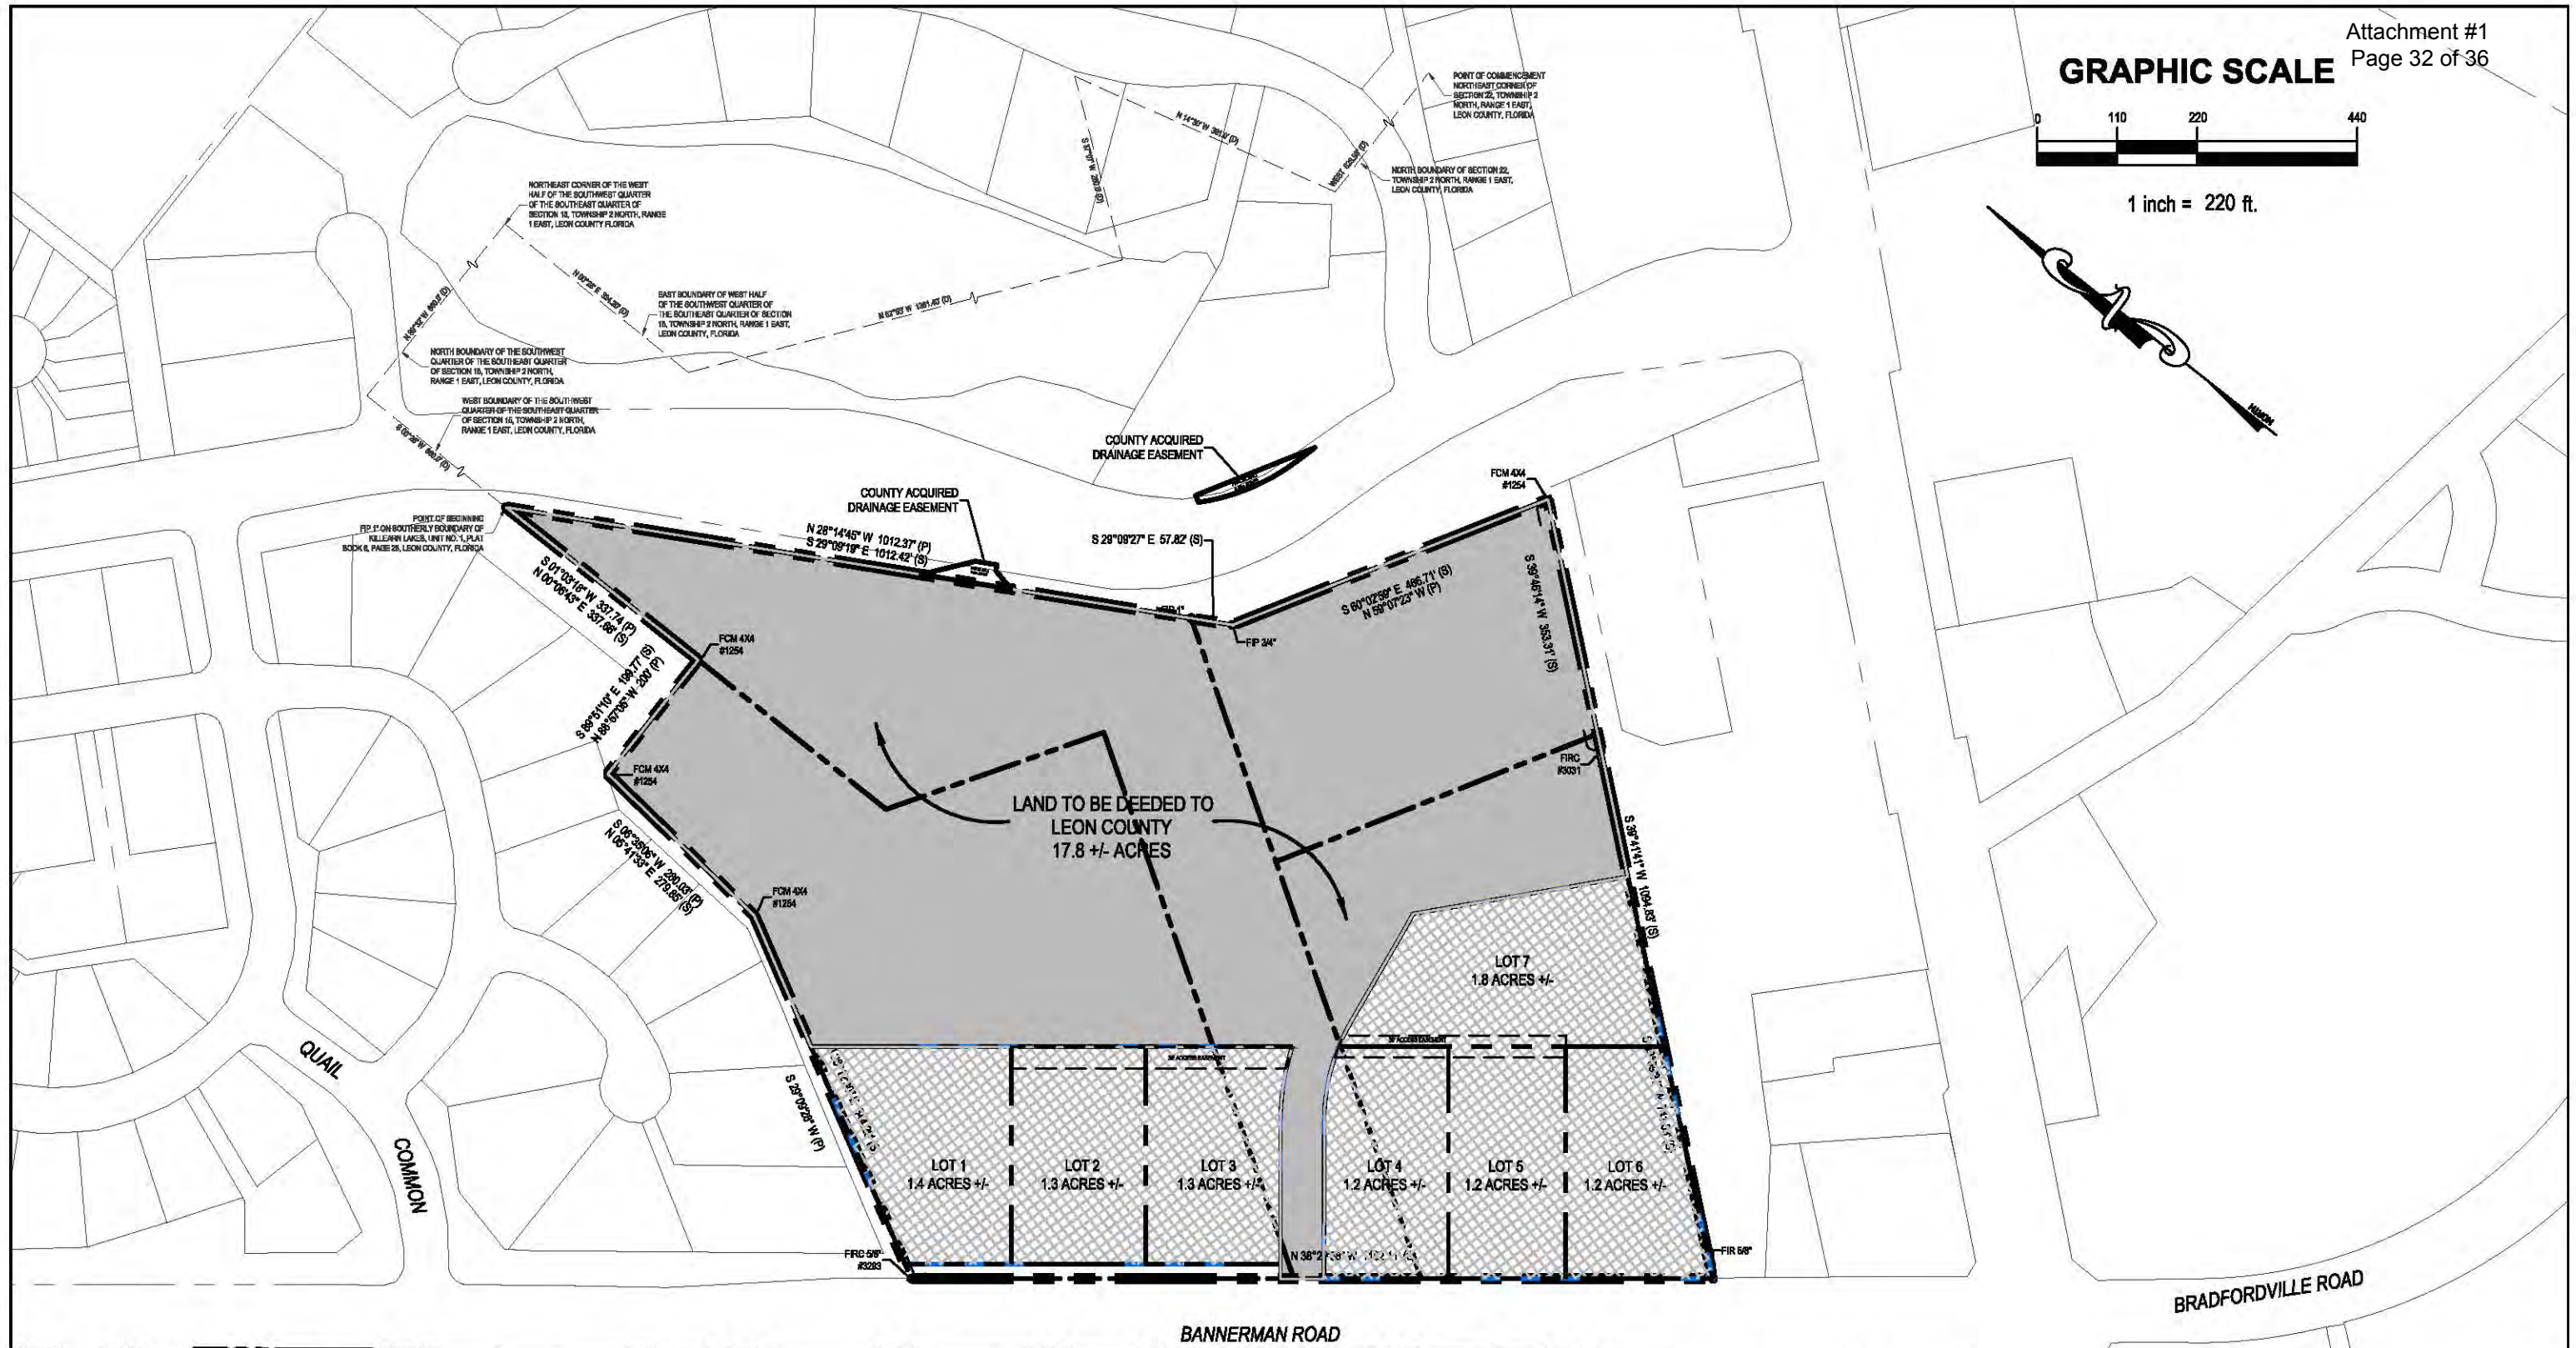 Attachment #1
Page 32 of 36
GRAPHIC SCALE
0 110 220 440
1 inch = 220 ft.
NORTH
POINT OF COMMENCEMENT
NORTHEAST CORNER OF
SECTION 22, TOWNSHIP 2
NORTH, RANGE 1 EAST,
LEON COUNTY, FLORIDA
NORTH BOUNDARY OF SECTION 22,
TOWNSHIP 2 NORTH, RANGE 1 EAST,
LEON COUNTY, FLORIDA
NORTHEAST CORNER OF THE WEST
HALF OF THE SOUTHWEST QUARTER
OF THE SOUTHEAST QUARTER OF
SECTION 15, TOWNSHIP 2 NORTH, RANGE
1 EAST, LEON COUNTY FLORIDA
EAST BOUNDARY OF WEST HALF
OF THE SOUTHWEST QUARTER OF
THE SOUTHEAST QUARTER OF SECTION
15, TOWNSHIP 2 NORTH, RANGE 1 EAST,
LEON COUNTY, FLORIDA
NORTH BOUNDARY OF THE SOUTHWEST
QUARTER OF THE SOUTHEAST QUARTER
OF SECTION 15, TOWNSHIP 2 NORTH,
RANGE 1 EAST, LEON COUNTY, FLORIDA
WEST BOUNDARY OF THE SOUTHWEST
QUARTER OF THE SOUTHEAST QUARTER
OF SECTION 15, TOWNSHIP 2 NORTH,
RANGE 1 EAST, LEON COUNTY, FLORIDA
COUNTY ACQUIRED
DRAINAGE EASEMENT
COUNTY ACQUIRED
DRAINAGE EASEMENT
FCM 4X4
#1254
POINT OF BEGINNING
FIP 1" ON SOUTHERLY BOUNDARY OF
KILLEARN LAKES, UNIT NO. 1, PLAT
BOOK 6, PAGE 25, LEON COUNTY, FLORIDA
N 28°14'45" W 1012.37' (P)
S 29°09'19" E 1012.42' (S)
S 29°09'27" E 57.82' (S)
S 60°02'59" E 466.71' (S)
N 59°07'23" W (P)
S 39°46'14" W 353.31' (S)
S 01°03'18" W 337.74 (P)
N 00°06'43" E 337.66' (S)
FIP 3/4"
FCM 4X4
#1254
S 89°51'10" E 199.77' (S)
N 88°57'05" W 200' (P)
FCM 4X4
#1254
FIRC
#3031
LAND TO BE DEEDED TO
LEON COUNTY
17.8 +/- ACRES
S 06°35'06" W 280.03' (P)
N 05°41'33" E 279.85' (S)
FCM 4X4
#1254
S 39°41'41" W 1094.83' (S)
LOT 7
1.8 ACRES +/-
S 29°09'28" W (P)
LOT 1
1.4 ACRES +/-
LOT 2
1.3 ACRES +/-
LOT 3
1.3 ACRES +/-
LOT 4
1.2 ACRES +/-
LOT 5
1.2 ACRES +/-
LOT 6
1.2 ACRES +/-
QUAIL
COMMON
FIRC 5/8"
#3293
FIR 5/8"
BRADFORDVILLE ROAD
BANNERMAN ROAD